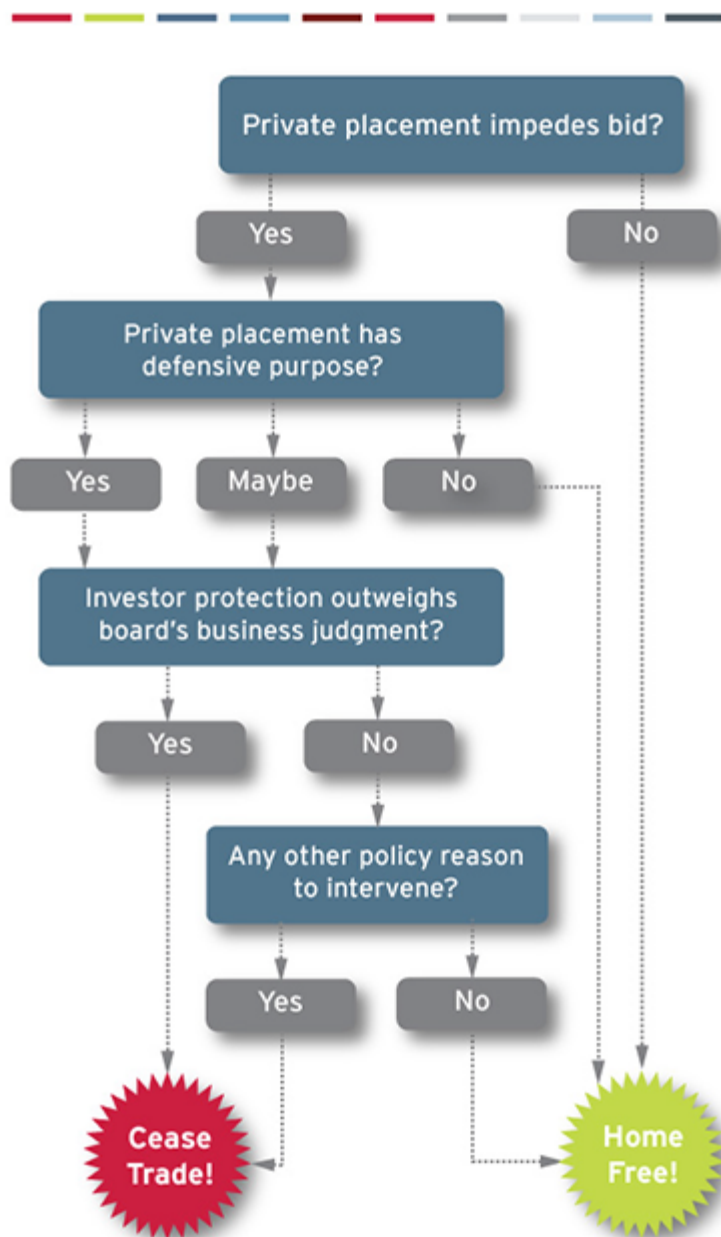 Private placement impedes bid?
Yes
No
Private placement has
defensive purpose?
Yes
Maybe
No
Investor protection outweighs
board's business judgment?
Yes
No
Any other policy reason
to intervene?
Yes
No
Cease
Trade!
Home
Free!